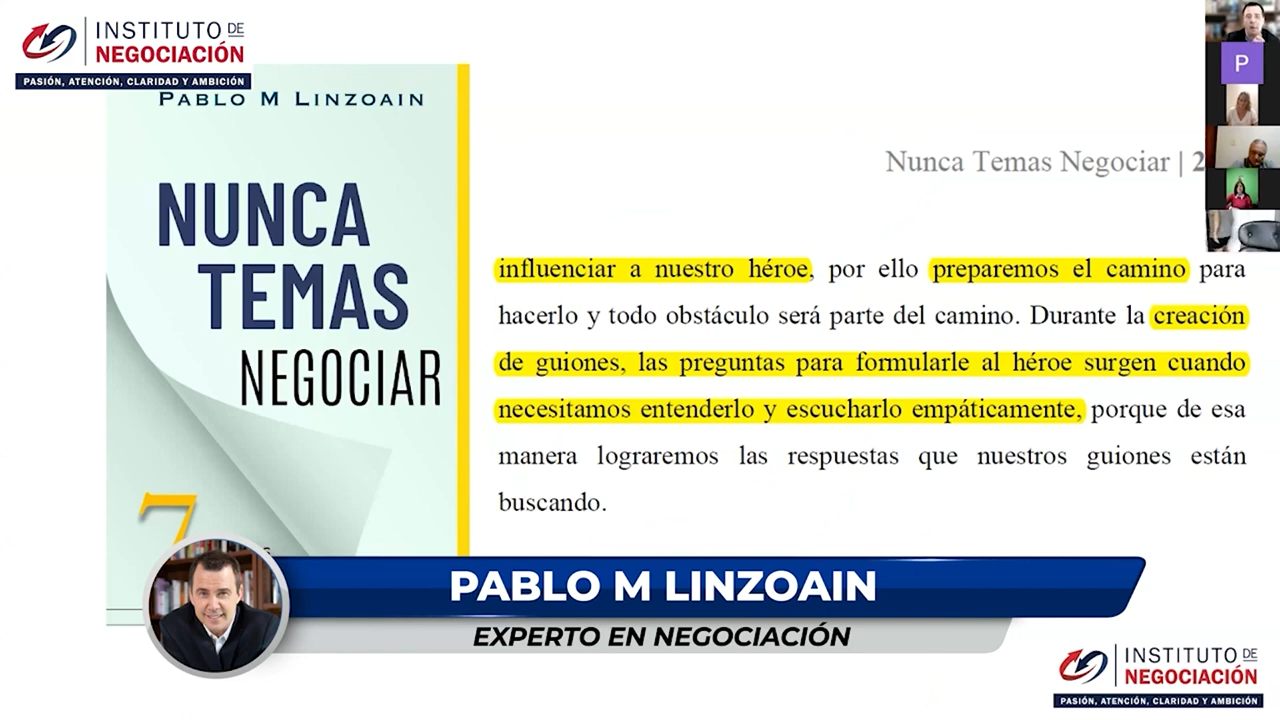 INSTITUTO DE
NEGOCIACIÓN
PASIÓN, ATENCIÓN, CLARIDAD Y AMBICIÓN
PABLO M LINZOAIN
NUNCA
TEMAS
NEGOCIAR
7
Nunca Temas Negociar | 2
P
influenciar a nuestro héroe, por ello preparemos el camino para
hacerlo y todo obstáculo será parte del camino. Durante la creación
de guiones, las preguntas para formularle al héroe surgen cuando
necesitamos entenderlo y escucharlo empáticamente, porque de esa
manera lograremos las respuestas que nuestros guiones están
buscando.
PABLO M LINZOAIN
EXPERTO EN NEGOCIACIÓN
INSTITUTO DE
NEGOCIACIÓN
PASIÓN, ATENCIÓN, CLARIDAD Y AMBICIÓN